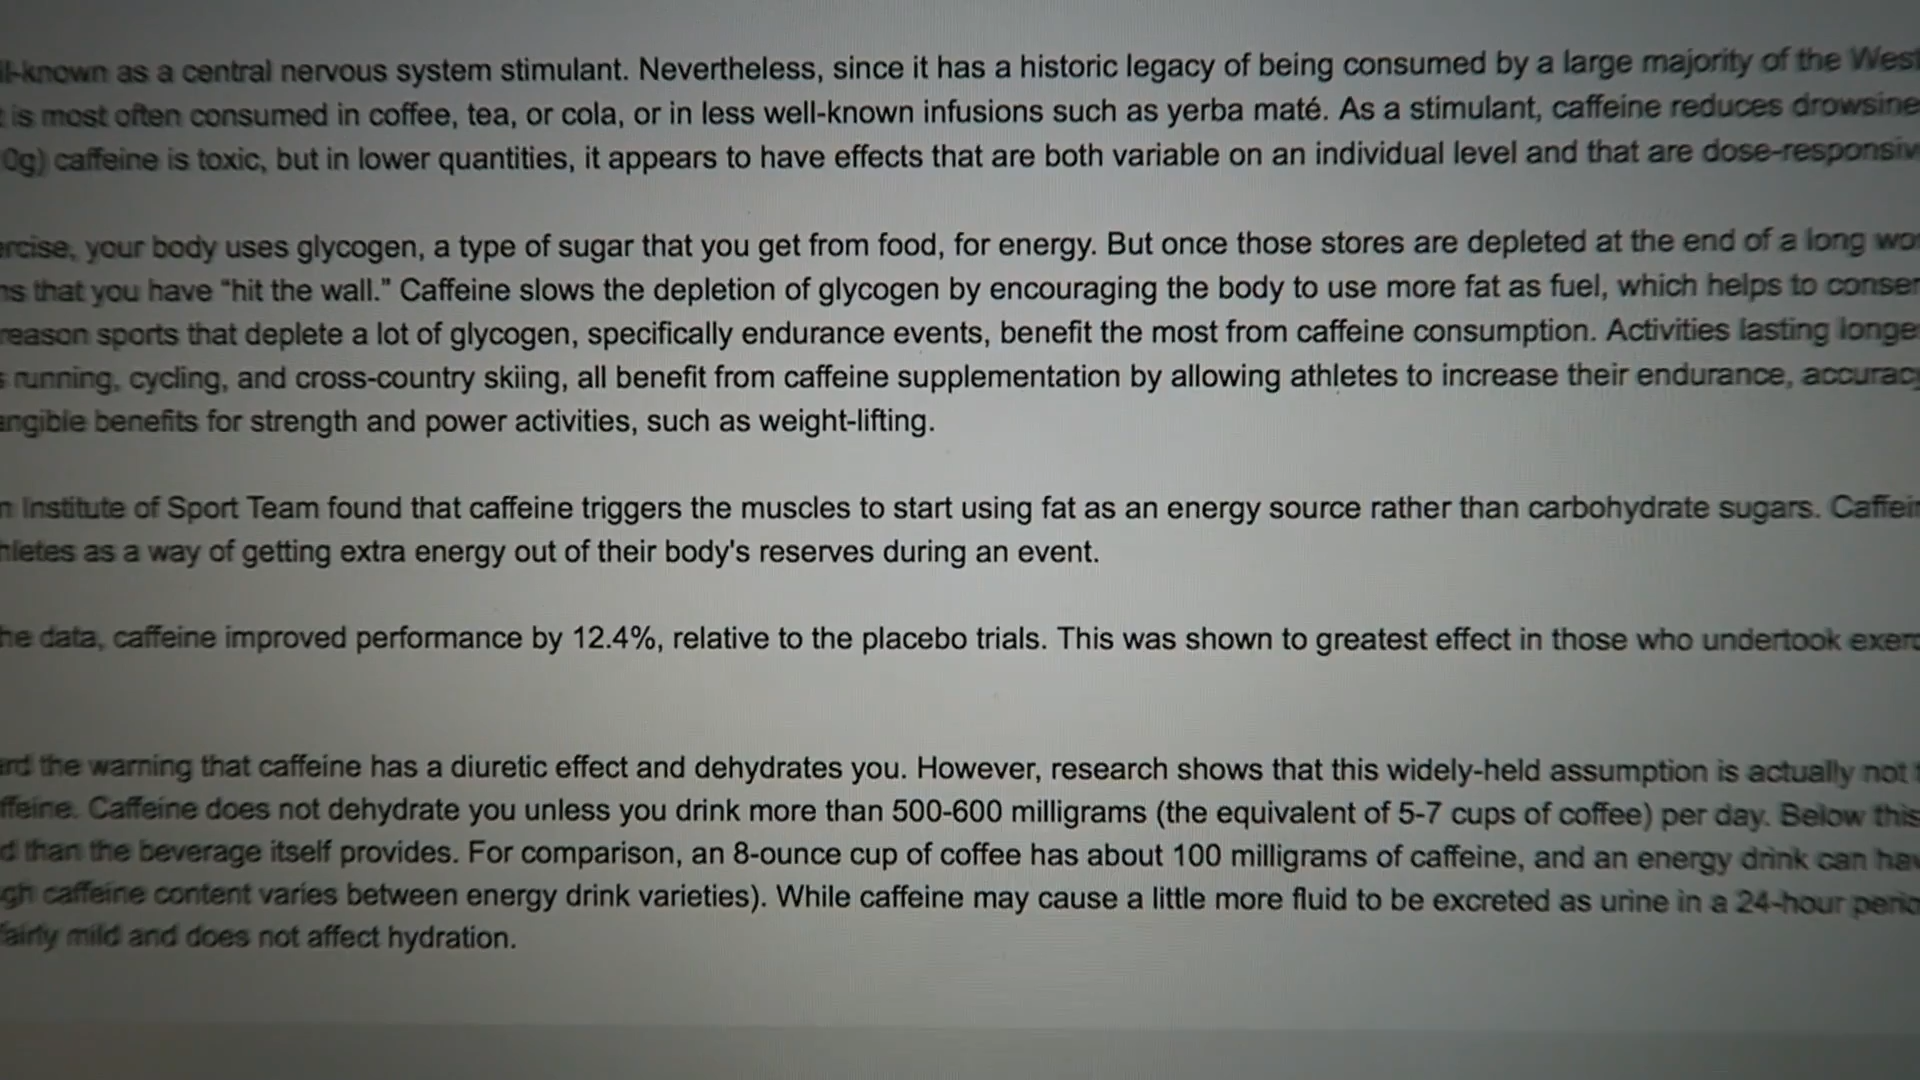 ll-known as a central nervous system stimulant. Nevertheless, since it has a historic legacy of being consumed by a large majority of the West
is most often consumed in coffee, tea, or cola, or in less well-known infusions such as yerba maté. As a stimulant, caffeine reduces drowsine
0g) caffeine is toxic, but in lower quantities, it appears to have effects that are both variable on an individual level and that are dose-responsiv
ercise, your body uses glycogen, a type of sugar that you get from food, for energy. But once those stores are depleted at the end of a long wo
ns that you have “hit the wall.” Caffeine slows the depletion of glycogen by encouraging the body to use more fat as fuel, which helps to conser
reason sports that deplete a lot of glycogen, specifically endurance events, benefit the most from caffeine consumption. Activities lasting longe
s running, cycling, and cross-country skiing, all benefit from caffeine supplementation by allowing athletes to increase their endurance, accuracy
angible benefits for strength and power activities, such as weight-lifting.
n Institute of Sport Team found that caffeine triggers the muscles to start using fat as an energy source rather than carbohydrate sugars. Caffein
hletes as a way of getting extra energy out of their body's reserves during an event.
he data, caffeine improved performance by 12.4%, relative to the placebo trials. This was shown to greatest effect in those who undertook exerc
ard the warning that caffeine has a diuretic effect and dehydrates you. However, research shows that this widely-held assumption is actually not
ffeine. Caffeine does not dehydrate you unless you drink more than 500-600 milligrams (the equivalent of 5-7 cups of coffee) per day. Below this
d than the beverage itself provides. For comparison, an 8-ounce cup of coffee has about 100 milligrams of caffeine, and an energy drink can hav
gh caffeine content varies between energy drink varieties). While caffeine may cause a little more fluid to be excreted as urine in a 24-hour perio
fairly mild and does not affect hydration.